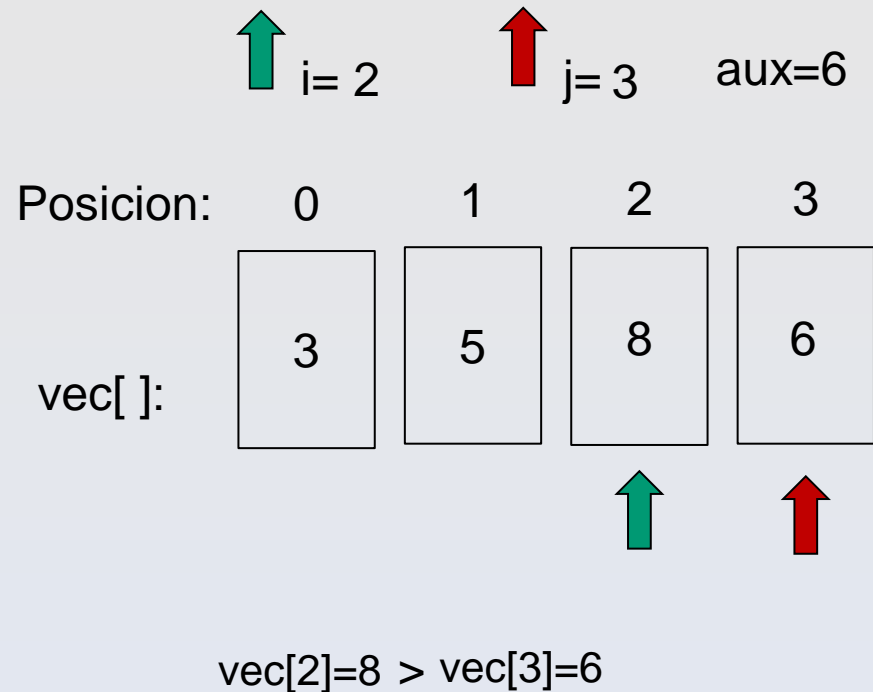 i= 2 j= 3 aux=6
Posicion: 0 1 2 3
vec[ ]: 3 5 8 6
vec[2]=8 > vec[3]=6